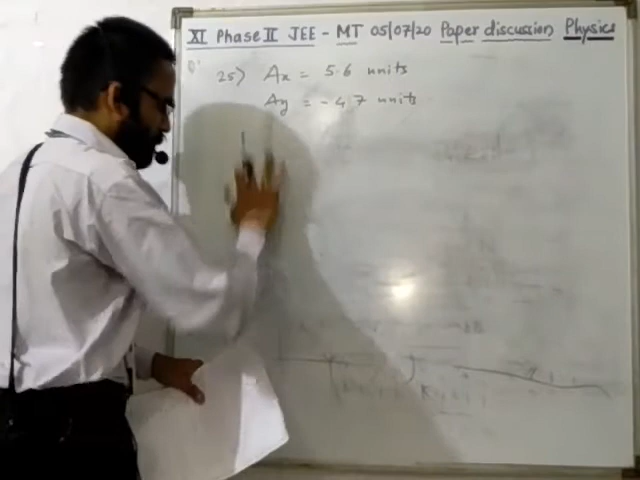 XI Phase II JEE - MT 05/07/20 Paper discussion Physics
25) Ax = 5.6 units
Ay = - 4.7 units